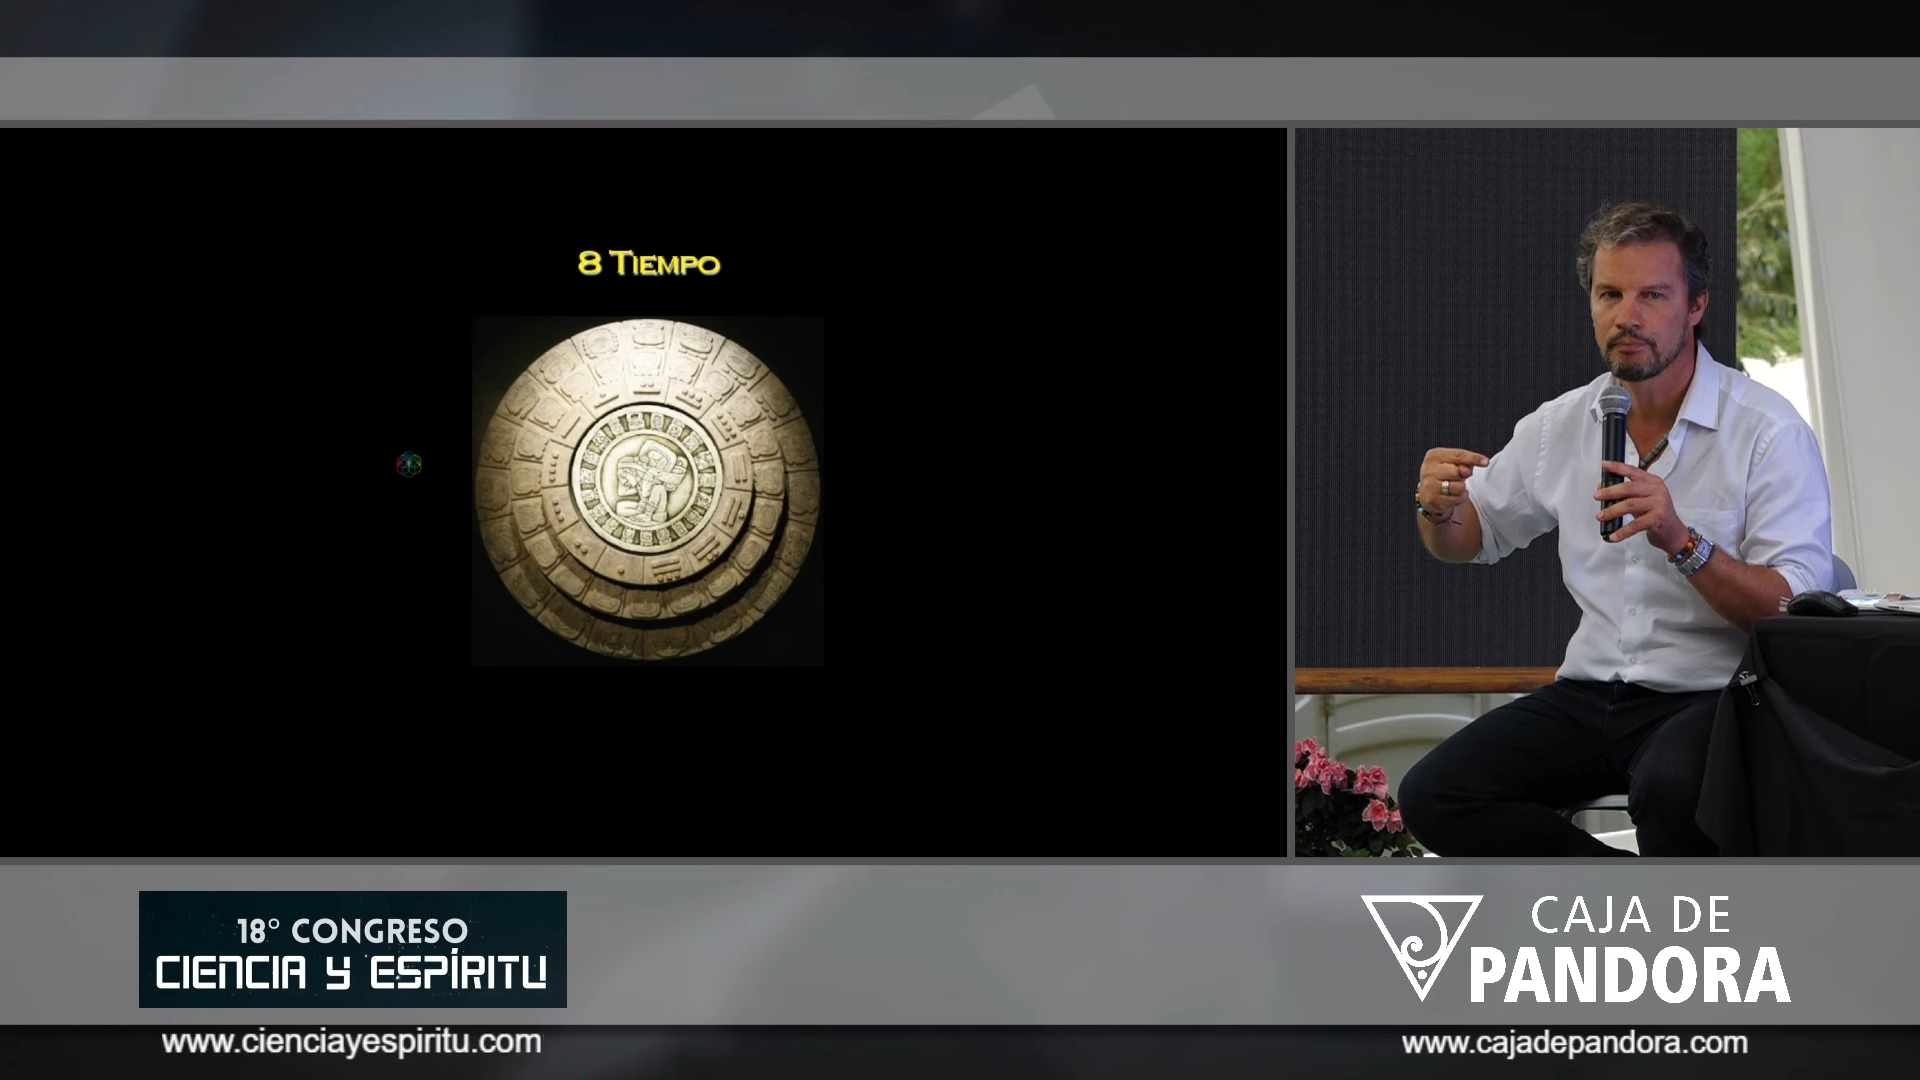 8 TIEMPO
18° CONGRESO
CIENCIA Y ESPÍRITU
www.cienciayespiritu.com
CAJA DE
PANDORA
www.cajadepandora.com